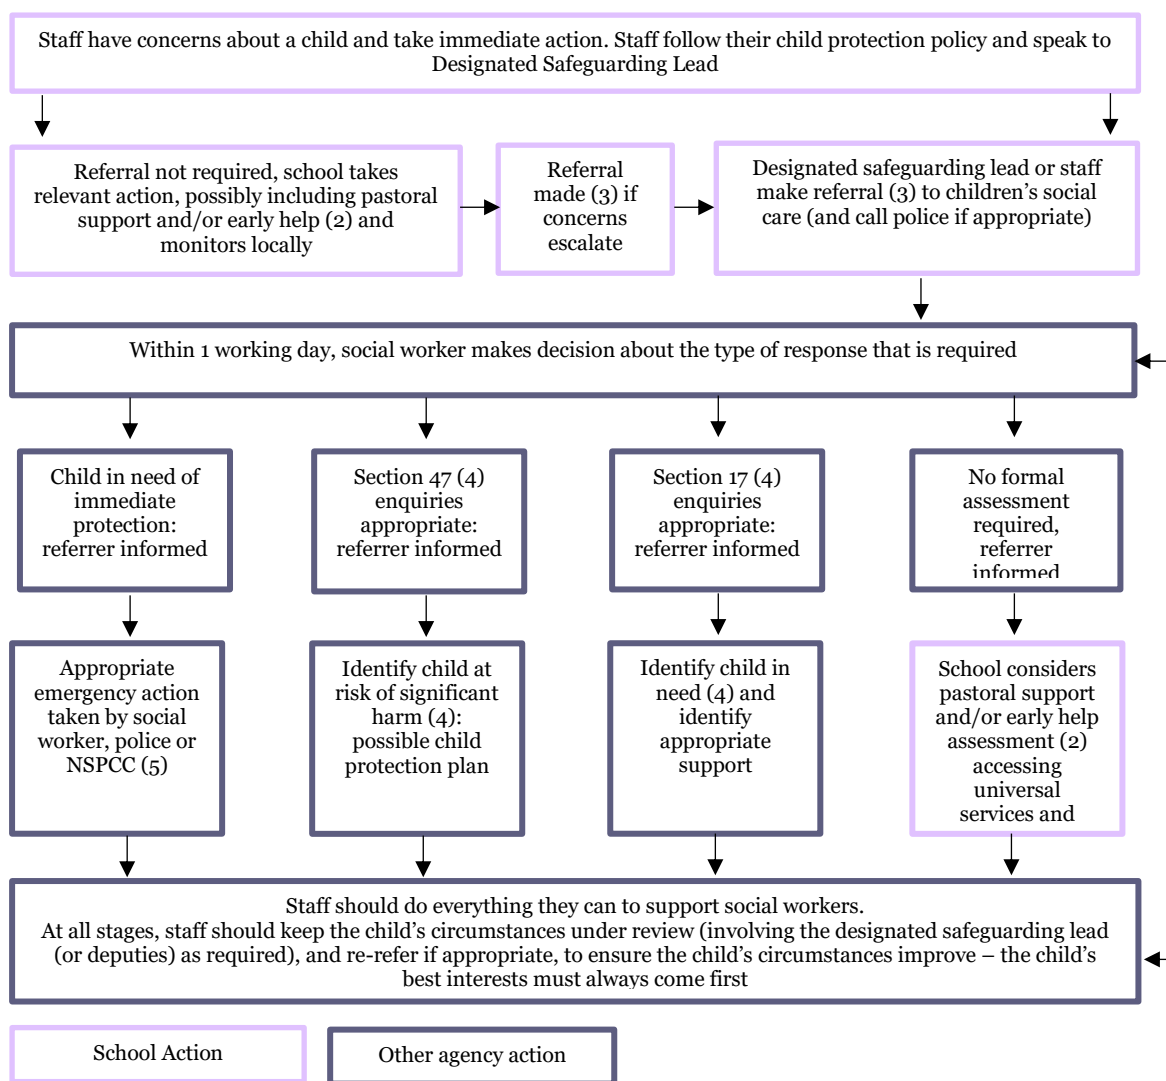 Staff have concerns about a child and take immediate action. Staff follow their child protection policy and speak to
Designated Safeguarding Lead
Referral not required, school takes
relevant action, possibly including pastoral
support and/or early help (2) and
monitors locally
Referral
made (3) if
concerns
escalate
Designated safeguarding lead or staff
make referral (3) to children’s social
care (and call police if appropriate)
Within 1 working day, social worker makes decision about the type of response that is required
Child in need of
immediate
protection:
referrer informed
Section 47 (4)
enquiries
appropriate:
referrer informed
Section 17 (4)
enquiries
appropriate:
referrer informed
No formal
assessment
required,
referrer
informed
Appropriate
emergency action
taken by social
worker, police or
NSPCC (5)
Identify child at
risk of significant
harm (4):
possible child
protection plan
Identify child in
need (4) and
identify
appropriate
support
School considers
pastoral support
and/or early help
assessment (2)
accessing
universal
services and
Staff should do everything they can to support social workers.
At all stages, staff should keep the child’s circumstances under review (involving the designated safeguarding lead
(or deputies) as required), and re-refer if appropriate, to ensure the child’s circumstances improve – the child’s
best interests must always come first
School Action
Other agency action